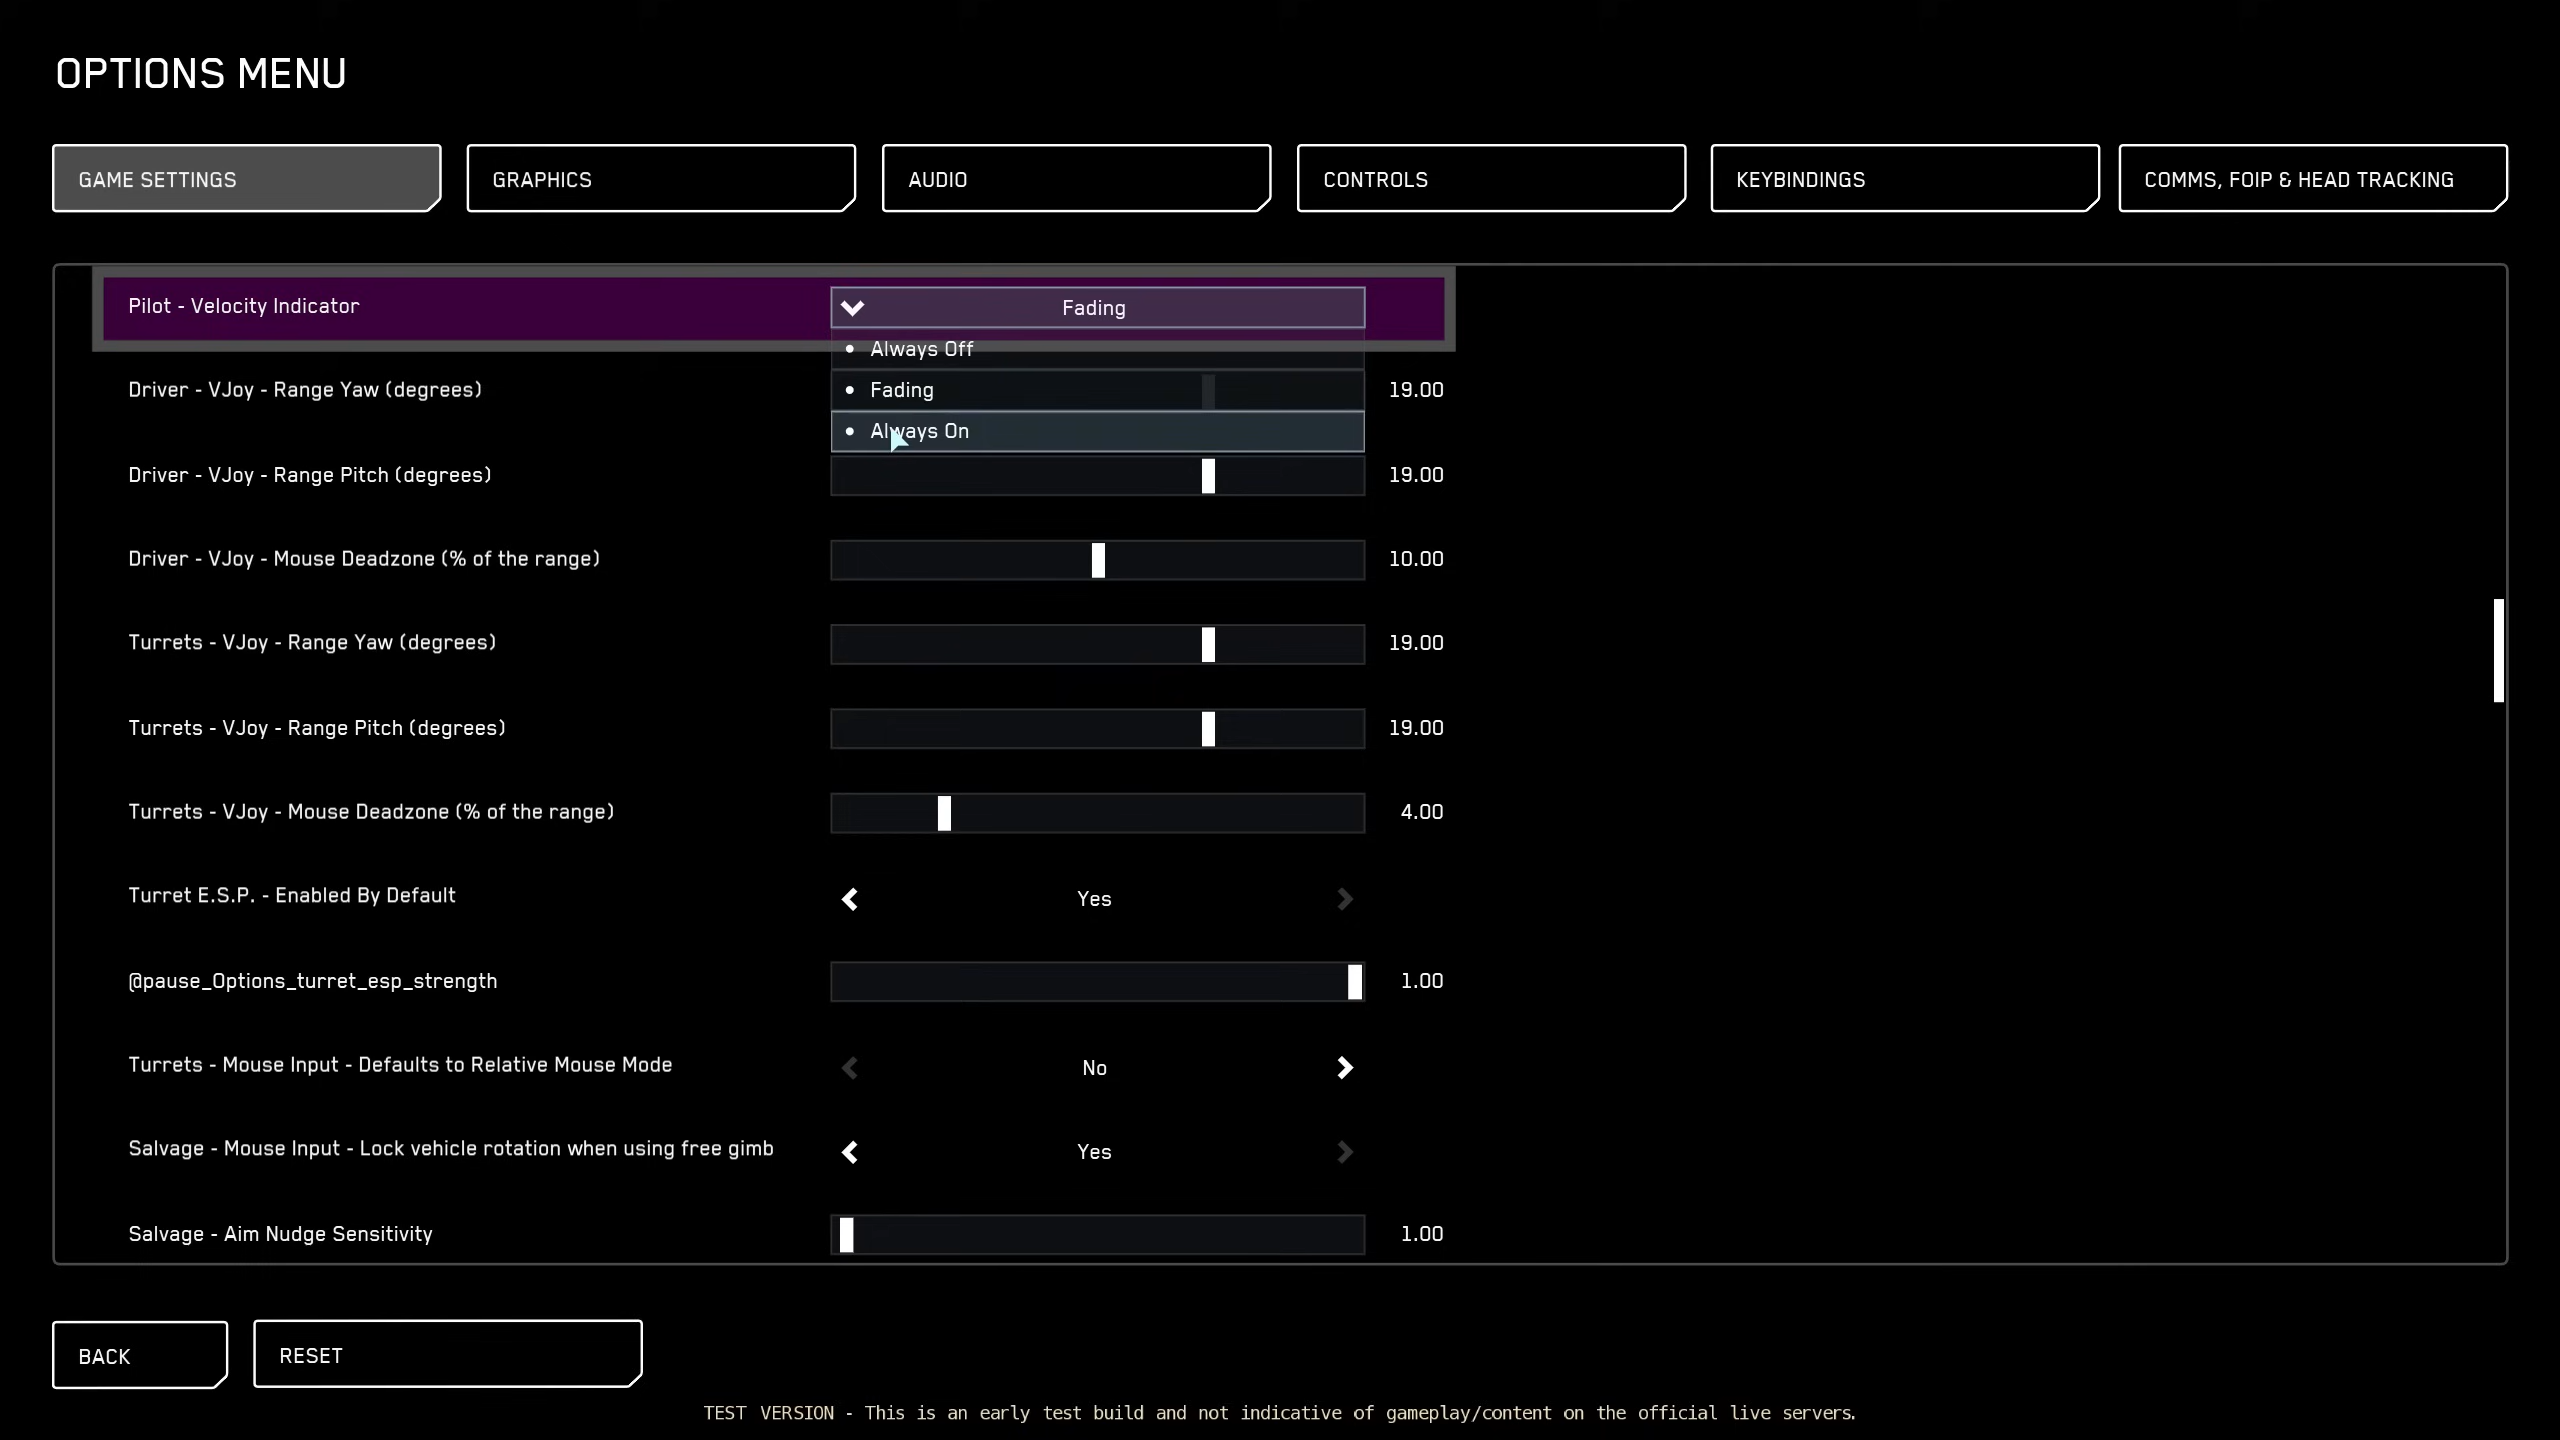 OPTIONS MENU
GAME SETTINGS
GRAPHICS
AUDIO
CONTROLS
KEYBINDINGS
COMMS, FOIP & HEAD TRACKING
Pilot - Velocity Indicator
Fading
Always Off
Fading
Always On
Driver - VJoy - Range Yaw (degrees)
19.00
Driver - VJoy - Range Pitch (degrees)
19.00
Driver - VJoy - Mouse Deadzone (% of the range)
10.00
Turrets - VJoy - Range Yaw (degrees)
19.00
Turrets - VJoy - Range Pitch (degrees)
19.00
Turrets - VJoy - Mouse Deadzone (% of the range)
4.00
Turret E.S.P. - Enabled By Default
Yes
@pause_Options_turret_esp_strength
1.00
Turrets - Mouse Input - Defaults to Relative Mouse Mode
No
Salvage - Mouse Input - Lock vehicle rotation when using free gimb
Yes
Salvage - Aim Nudge Sensitivity
1.00
BACK
RESET
TEST VERSION - This is an early test build and not indicative of gameplay/content on the official live servers.